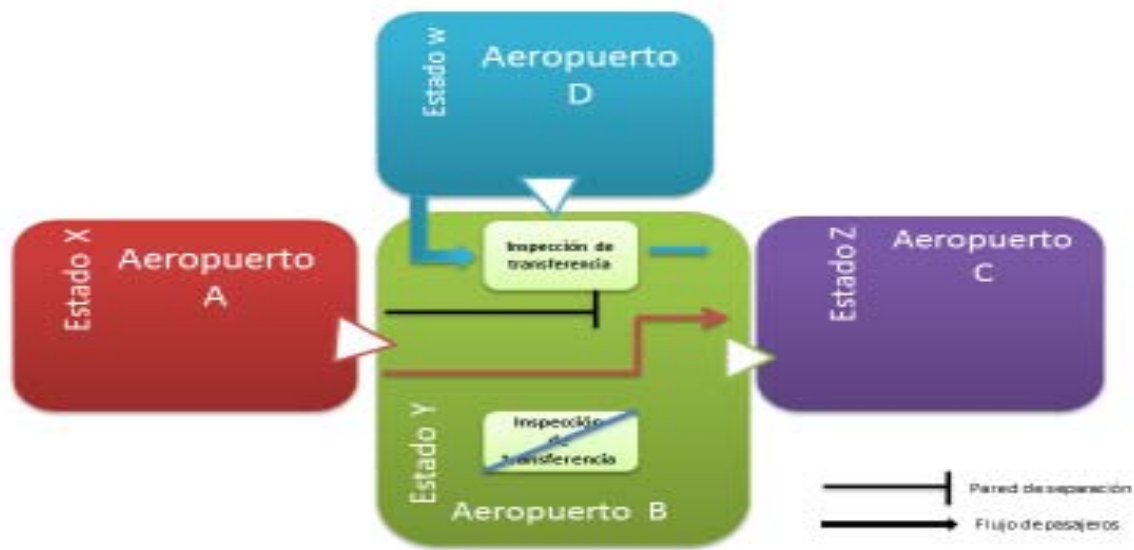 Estado w
Aeropuerto
D
Estado X
Aeropuerto
A
Inspección de
transferencia
Estado Z
Aeropuerto
C
Estado Y
Inspección
de
transferencia
Aeropuerto B
Pared de separación
Flujo de pasajeros